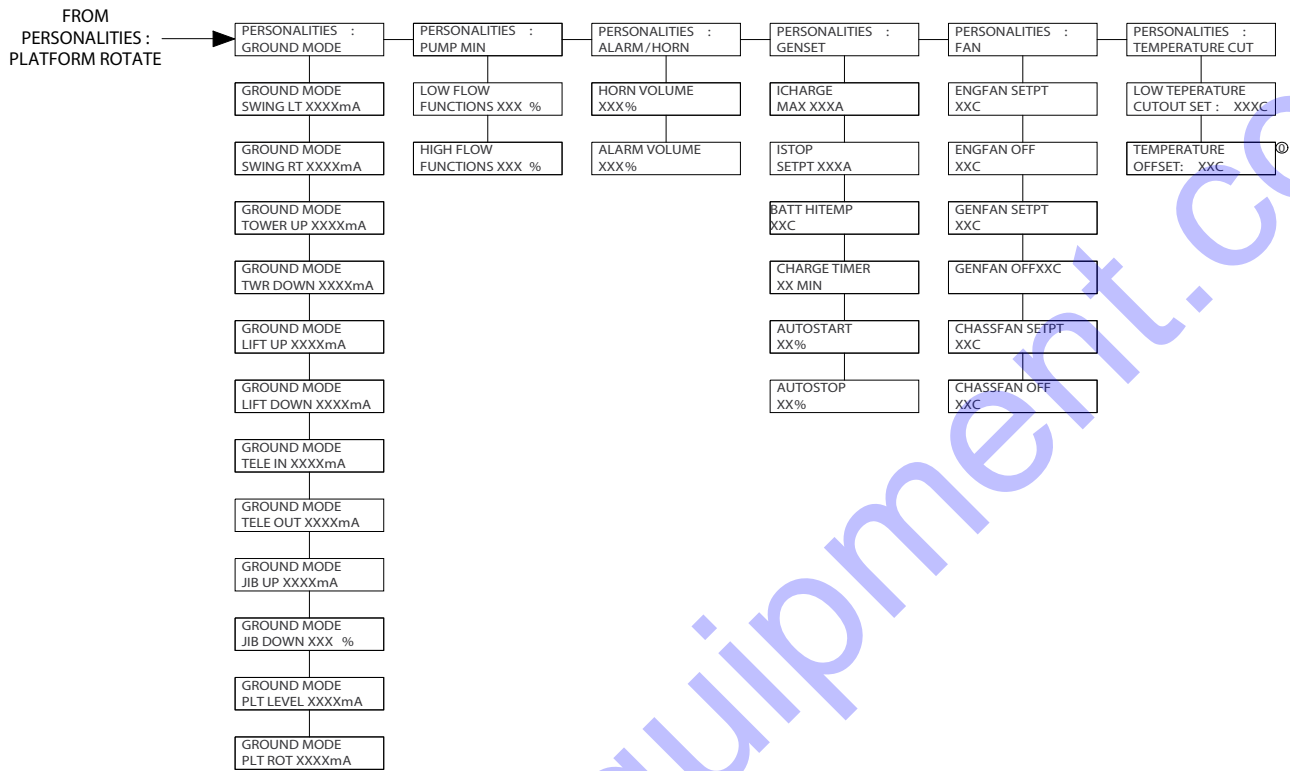 FROM
PERSONALITIES :
PLATFORM ROTATE
PERSONALITIES :
GROUND MODE
GROUND MODE
SWING LT XXXXmA
GROUND MODE
SWING RT XXXXmA
GROUND MODE
TOWER UP XXXXmA
GROUND MODE
TWR DOWN XXXXmA
GROUND MODE
LIFT UP XXXXmA
GROUND MODE
LIFT DOWN XXXXmA
GROUND MODE
TELE IN XXXXmA
GROUND MODE
TELE OUT XXXXmA
GROUND MODE
JIB UP XXXXmA
GROUND MODE
JIB DOWN XXX %
GROUND MODE
PLT LEVEL XXXXmA
GROUND MODE
PLT ROT XXXXmA
PERSONALITIES :
PUMP MIN
LOW FLOW
FUNCTIONS XXX %
HIGH FLOW
FUNCTIONS XXX %
PERSONALITIES :
ALARM/HORN
HORN VOLUME
XXX%
ALARM VOLUME
XXX%
PERSONALITIES :
GENSET
ICHARGE
MAX XXXA
ISTOP
SETPT XXXA
BATT HITEMP
XXC
CHARGE TIMER
XX MIN
AUTOSTART
XX%
AUTOSTOP
XX%
PERSONALITIES :
FAN
ENGFAN SETPT
XXC
ENGFAN OFF
XXC
GENFAN SETPT
XXC
GENFAN OFFXXC
CHASSFAN SETPT
XXC
CHASSFAN OFF
XXC
PERSONALITIES :
TEMPERATURE CUT
LOW TEPERATURE
CUTOUT SET : XXXC
TEMPERATURE
OFFSET: XXC
uipment.co